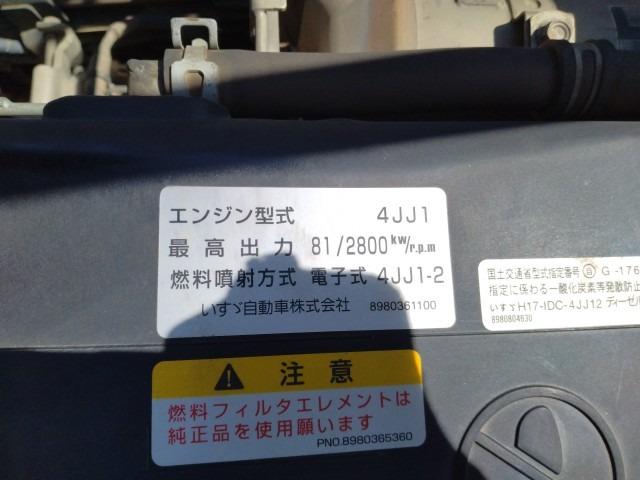 エンジン型式 4JJ1
最高出力 81/2800kw/r.p.m
燃料噴射方式 電子式 4JJ1-2
いすゞ自動車株式会社 8980361100
国土交通省型式指定番号 ⓐ G-176
指定に係わる一酸化炭素等発散防止
いすゞH17-IDC-4JJ12 ディーゼル
8980804630
注意
燃料フィルタエレメントは
純正品を使用願います
PNO.8980365360